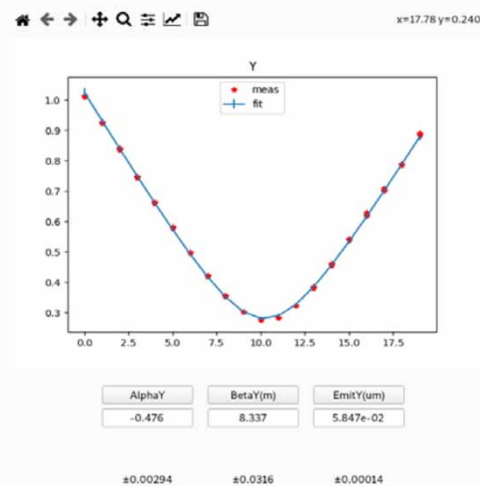 x=17.78 y=0.240
Y
meas
fit
1.0
0.9
0.8
0.7
0.6
0.5
0.4
0.3
0.0 2.5 5.0 7.5 10.0 12.5 15.0 17.5
AlphaY BetaY(m) EmitY(um)
-0.476 8.337 5.847e-02
±0.00294 ±0.0316 ±0.00014